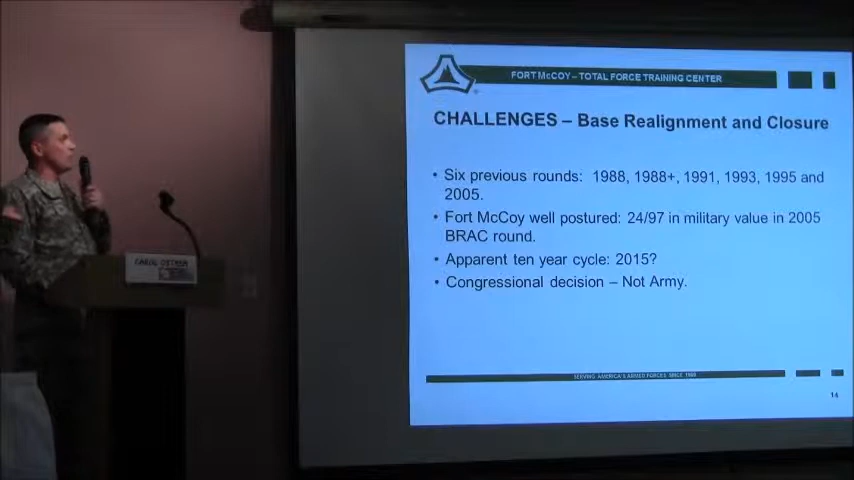 FORT MCCOY – TOTAL FORCE TRAINING CENTER
CHALLENGES – Base Realignment and Closure
• Six previous rounds: 1988, 1988+, 1991, 1993, 1995 and
2005.
• Fort McCoy well postured: 24/97 in military value in 2005
BRAC round.
• Apparent ten year cycle: 2015?
• Congressional decision – Not Army.
SERVING AMERICA'S ARMED FORCES SINCE 1909
14
CAROL